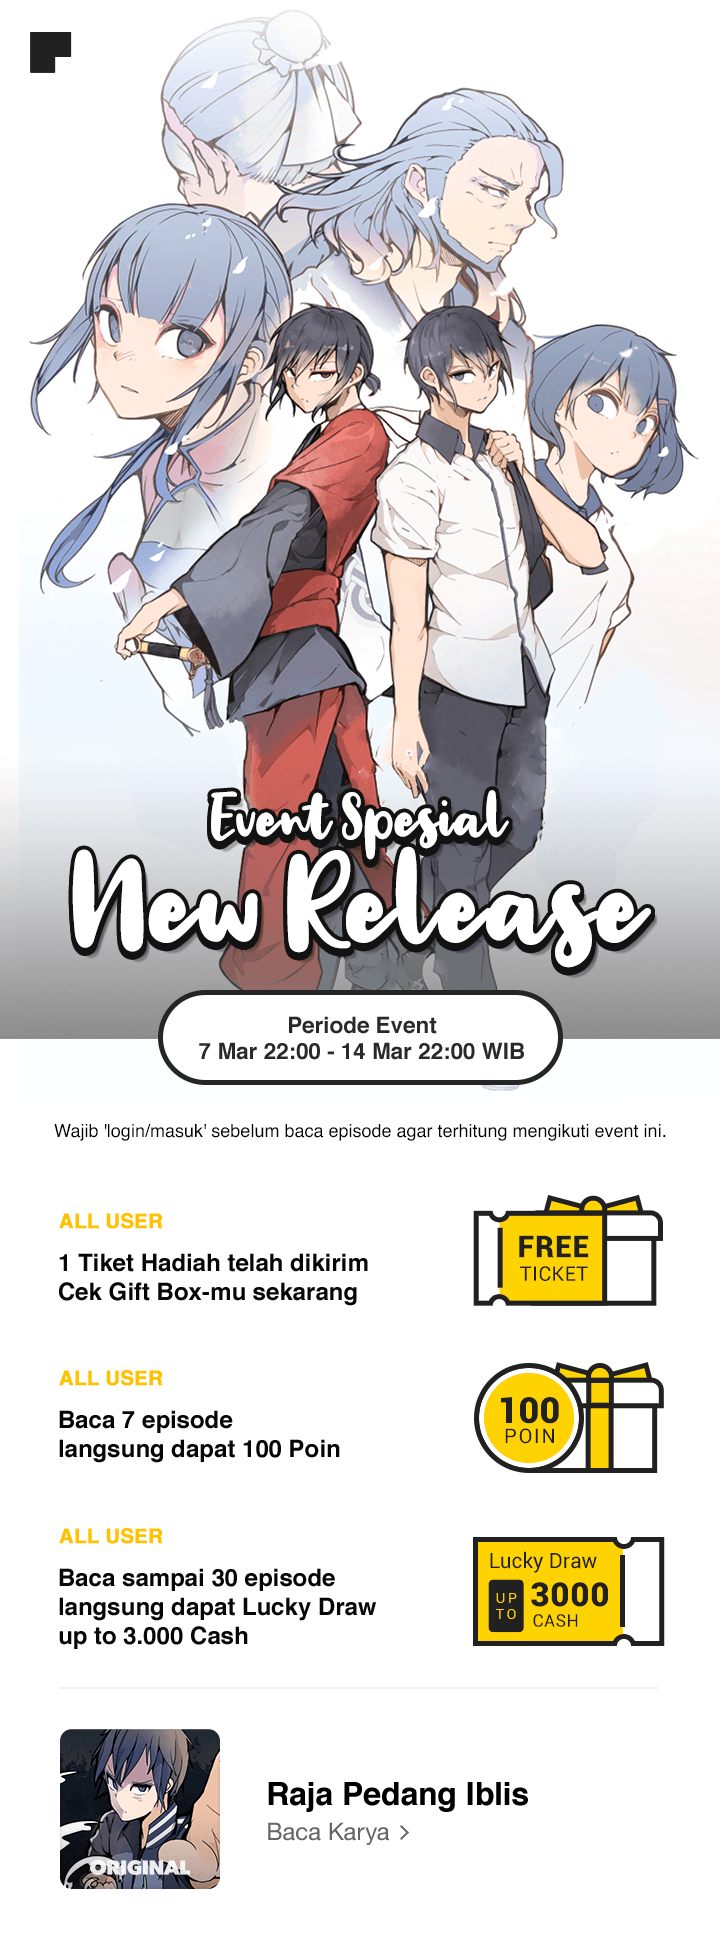 Event Spesial
New Release
Periode Event
7 Mar 22:00 - 14 Mar 22:00 WIB
Wajib 'login/masuk' sebelum baca episode agar terhitung mengikuti event ini.
ALL USER
1 Tiket Hadiah telah dikirim
Cek Gift Box-mu sekarang
FREE
TICKET
ALL USER
Baca 7 episode
langsung dapat 100 Poin
100
POIN
ALL USER
Baca sampai 30 episode
langsung dapat Lucky Draw
up to 3.000 Cash
Lucky Draw
UP TO 3000
CASH
ORIGINAL
Raja Pedang Iblis
Baca Karya >